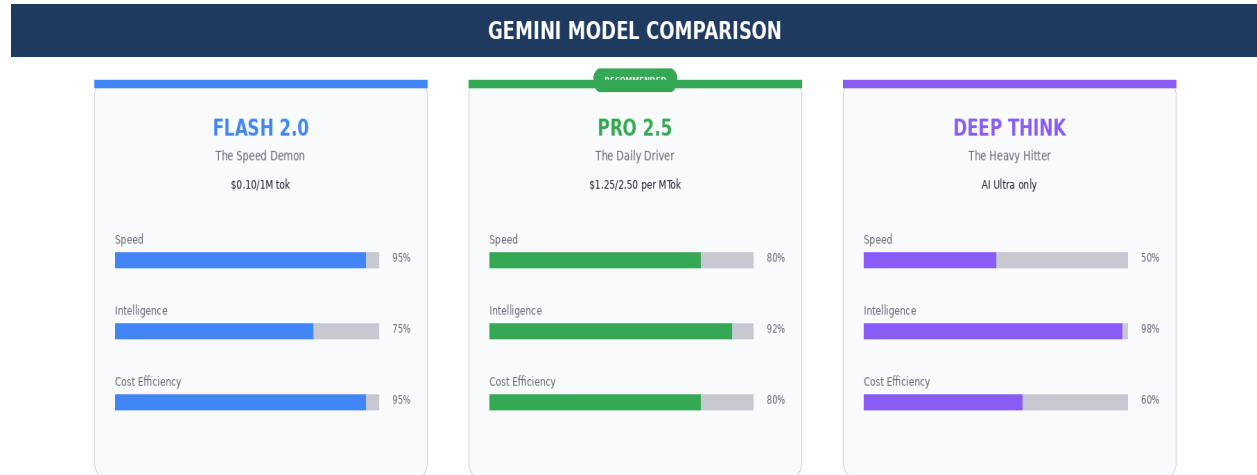 GEMINI MODEL COMPARISON
RECOMMENDED
FLASH 2.0
The Speed Demon
$0.10/1M tok
Speed
95%
Intelligence
75%
Cost Efficiency
95%
PRO 2.5
The Daily Driver
$1.25/2.50 per MTok
Speed
80%
Intelligence
92%
Cost Efficiency
80%
DEEP THINK
The Heavy Hitter
AI Ultra only
Speed
50%
Intelligence
98%
Cost Efficiency
60%